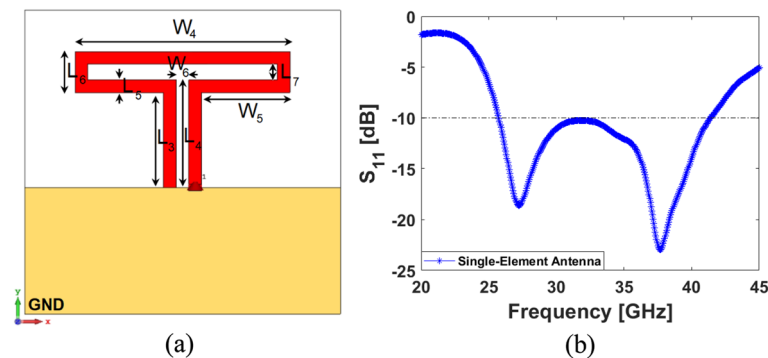 W4
W6
L6
L7
L5
W5
L3
L4
1
y
GND
x
(a)
0
-5
-10
-15
-20
-25
S11 [dB]
Single-Element Antenna
20
25
30
35
40
45
Frequency [GHz]
(b)